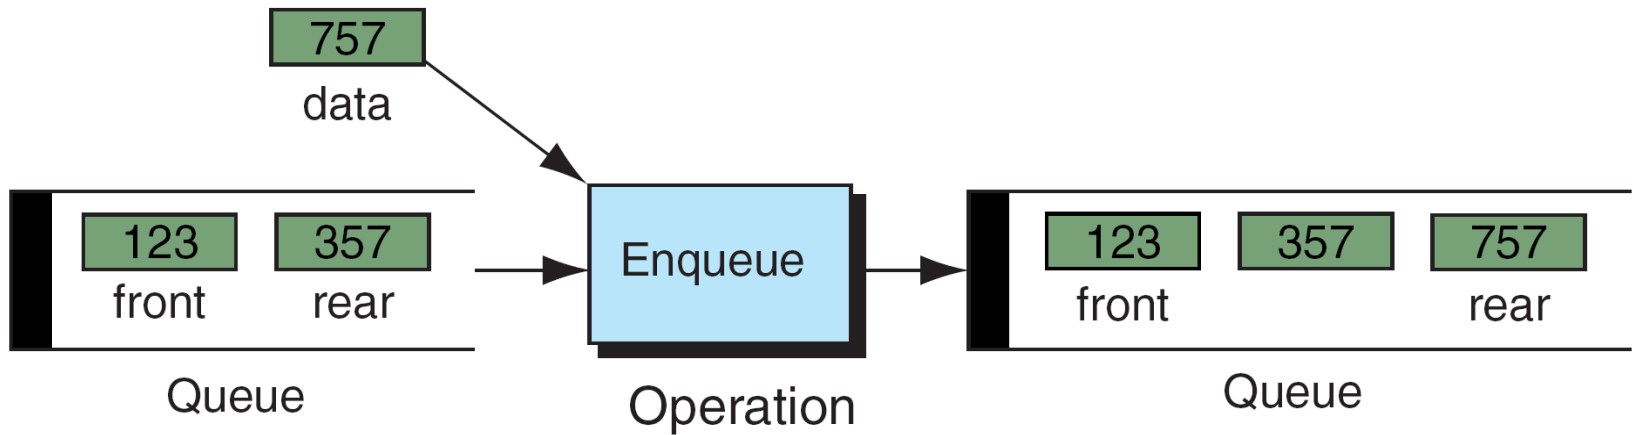 757
data
123 357
front rear
Queue
Enqueue
Operation
123 357 757
front rear
Queue